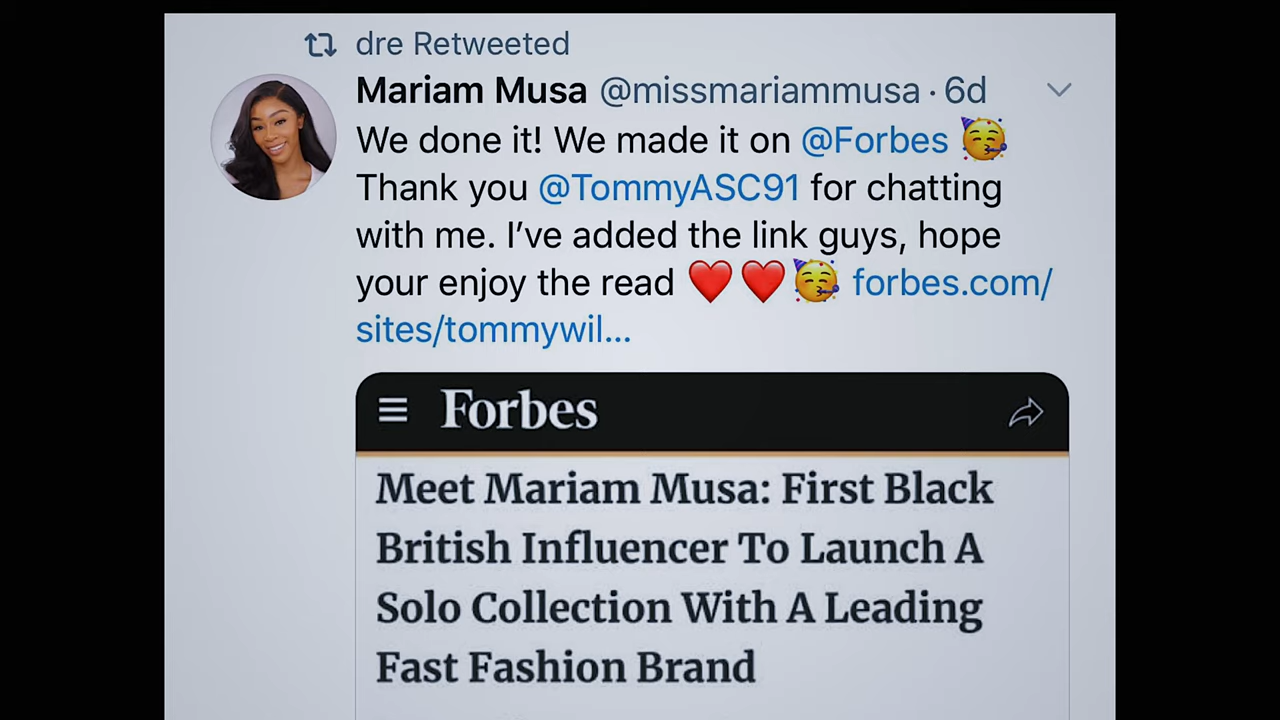 dre Retweeted
Mariam Musa @missmariammusa · 6d
We done it! We made it on @Forbes 🥳
Thank you @TommyASC91 for chatting
with me. I’ve added the link guys, hope
your enjoy the read ❤️❤️🥳 forbes.com/
sites/tommywil...
Forbes
Meet Mariam Musa: First Black
British Influencer To Launch A
Solo Collection With A Leading
Fast Fashion Brand